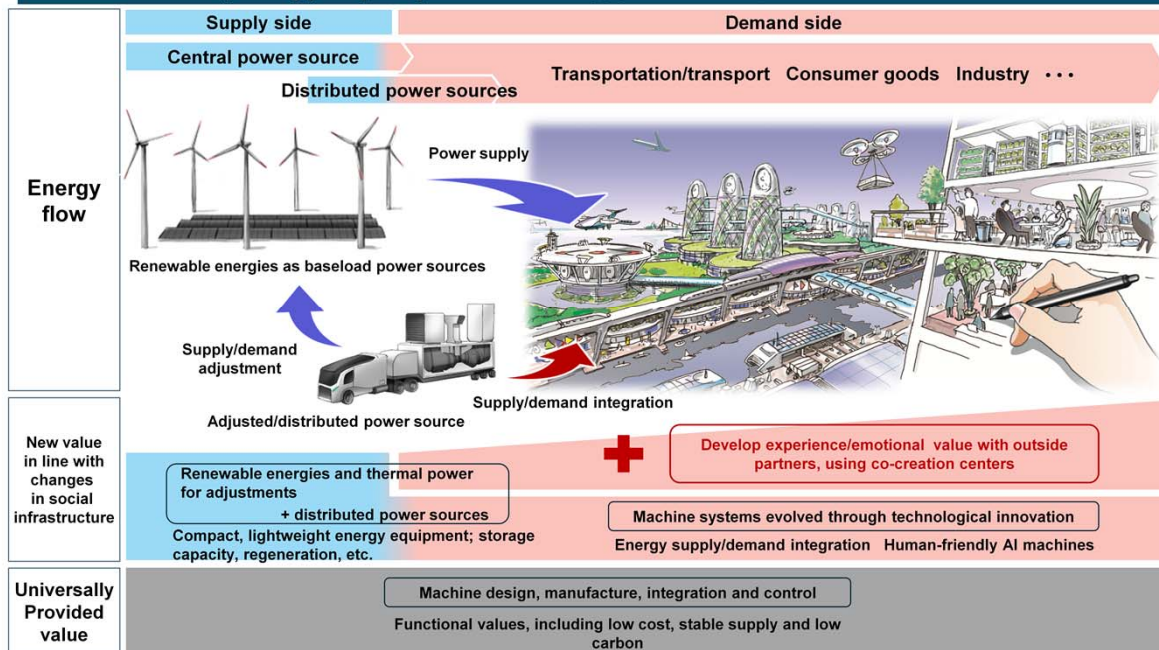 Supply side
Demand side
Central power source
Distributed power sources
Transportation/transport Consumer goods Industry • • •
Energy
flow
Power supply
Renewable energies as baseload power sources
Supply/demand
adjustment
Adjusted/distributed power source
Supply/demand integration
New value
in line with
changes
in social
infrastructure
Renewable energies and thermal power
for adjustments
+ distributed power sources
Compact, lightweight energy equipment; storage
capacity, regeneration, etc.
Develop experience/emotional value with outside
partners, using co-creation centers
Machine systems evolved through technological innovation
Energy supply/demand integration Human-friendly AI machines
Universally
Provided
value
Machine design, manufacture, integration and control
Functional values, including low cost, stable supply and low
carbon